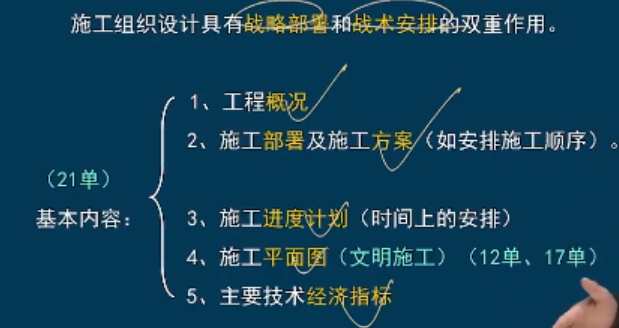 施工组织设计具有战略部署和战术安排的双重作用。
1、工程概况
2、施工部署及施工方案（如安排施工顺序）。
（21单）
基本内容：
3、施工进度计划（时间上的安排）
4、施工平面图（文明施工）（12单、17单）
5、主要技术经济指标